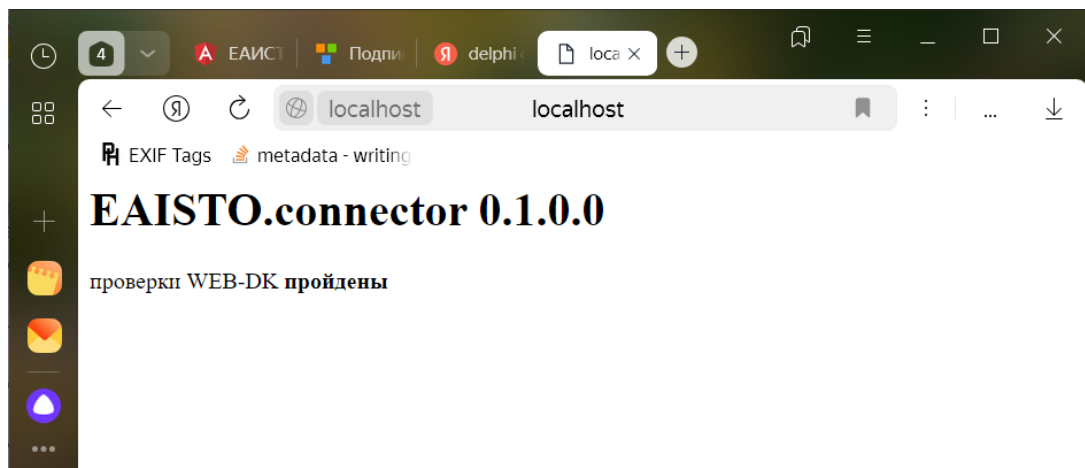 4 ЕАИСТ Подпи delphi loca
localhost localhost ...
EXIF Tags metadata - writing
EAISTO.connector 0.1.0.0
проверки WEB-DK пройдены